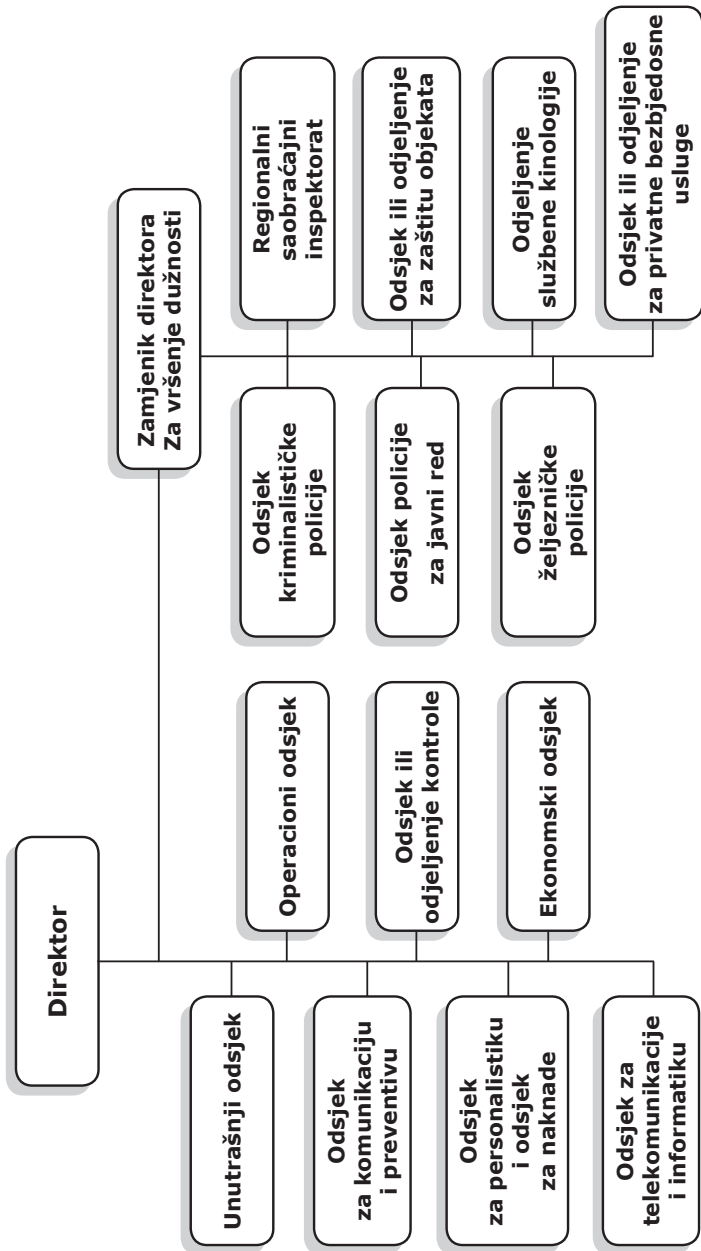 Direktor
Zamjenik direktora
Za vršenje dužnosti
Unutrašnji odsjek
Odsjek
za komunikaciju
i preventivu
Odsjek
za personalistiku
i odsjek
za naknade
Odsjek za
telekomunikacije
i informatiku
Operacioni odsjek
Odsjek ili
odjeljenje kontrole
Ekonomski odsjek
Odsjek
kriminalističke
policije
Odsjek policije
za javni red
Odsjek
željezničke
policije
Regionalni
saobraćajni
inspektorat
Odsjek ili odjeljenje
za zaštitu objekata
Odjeljenje
službene kinologije
Odsjek ili odjeljenje
za privatne bezbjedosne
usluge